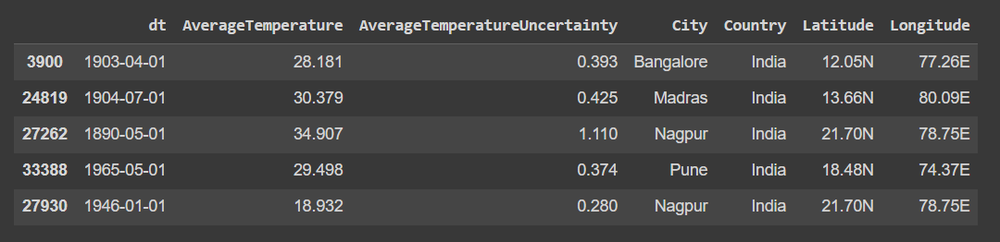 dt AverageTemperature AverageTemperatureUncertainty City Country Latitude Longitude
3900 1903-04-01 28.181 0.393 Bangalore India 12.05N 77.26E
24819 1904-07-01 30.379 0.425 Madras India 13.66N 80.09E
27262 1890-05-01 34.907 1.110 Nagpur India 21.70N 78.75E
33388 1965-05-01 29.498 0.374 Pune India 18.48N 74.37E
27930 1946-01-01 18.932 0.280 Nagpur India 21.70N 78.75E